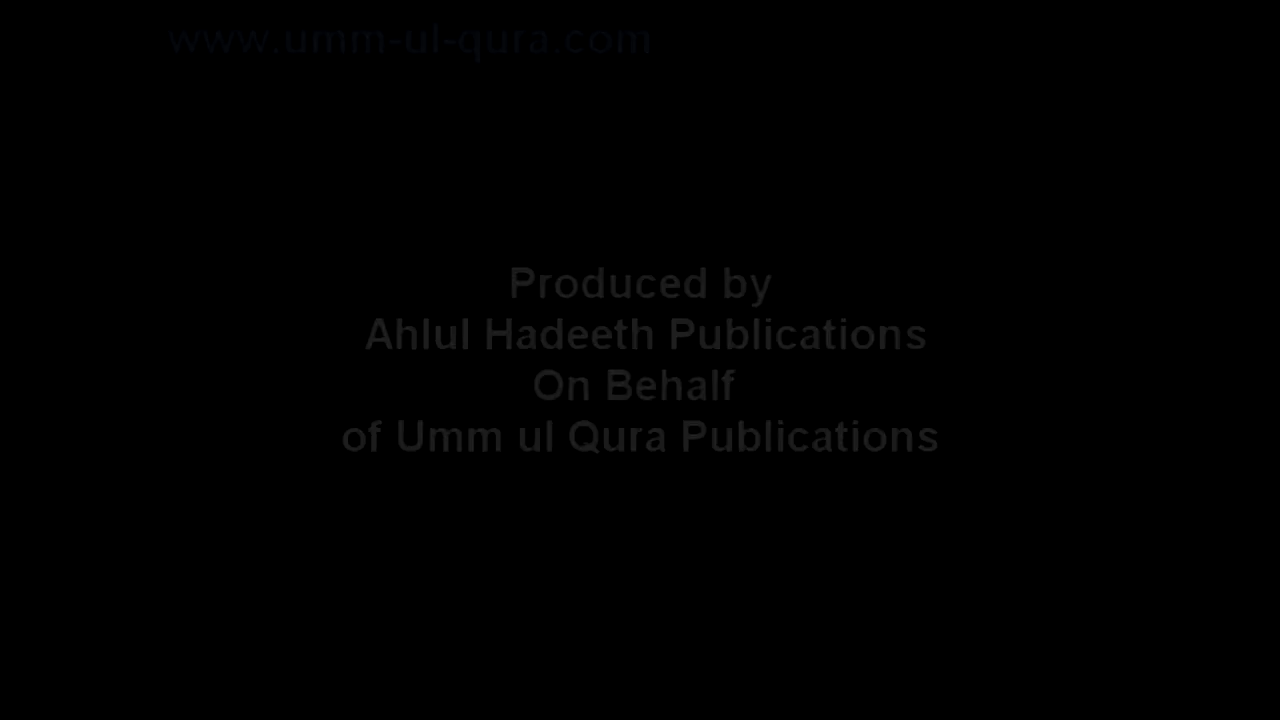 www.umm-ul-qura.com
Produced by
Ahlul Hadeeth Publications
On Behalf
of Umm ul Qura Publications